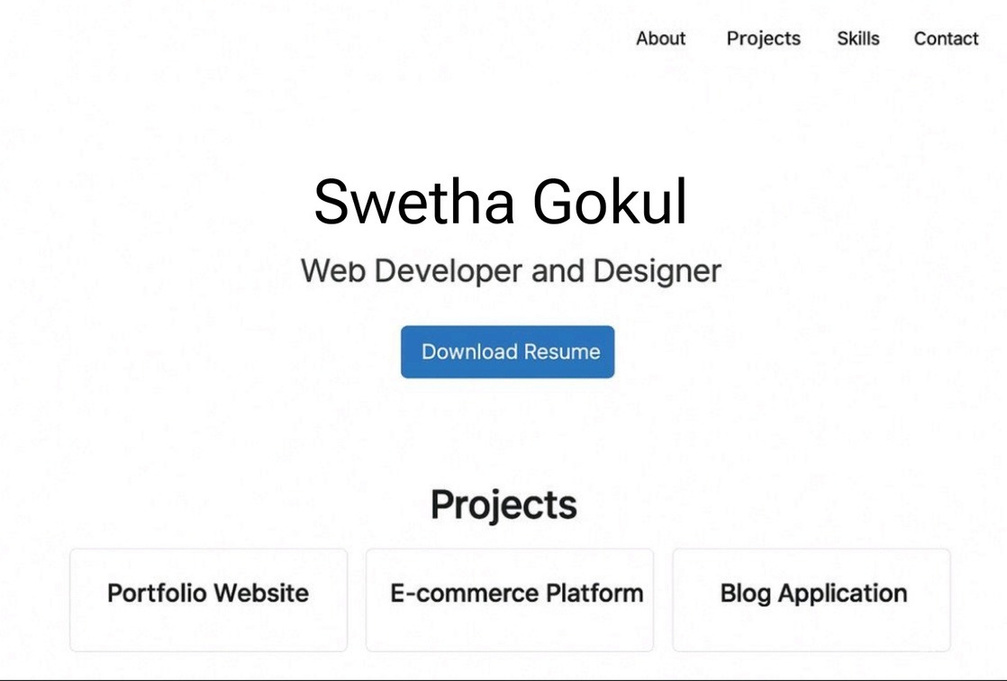 About Projects Skills Contact
Swetha Gokul
Web Developer and Designer
Download Resume
Projects
Portfolio Website E-commerce Platform Blog Application